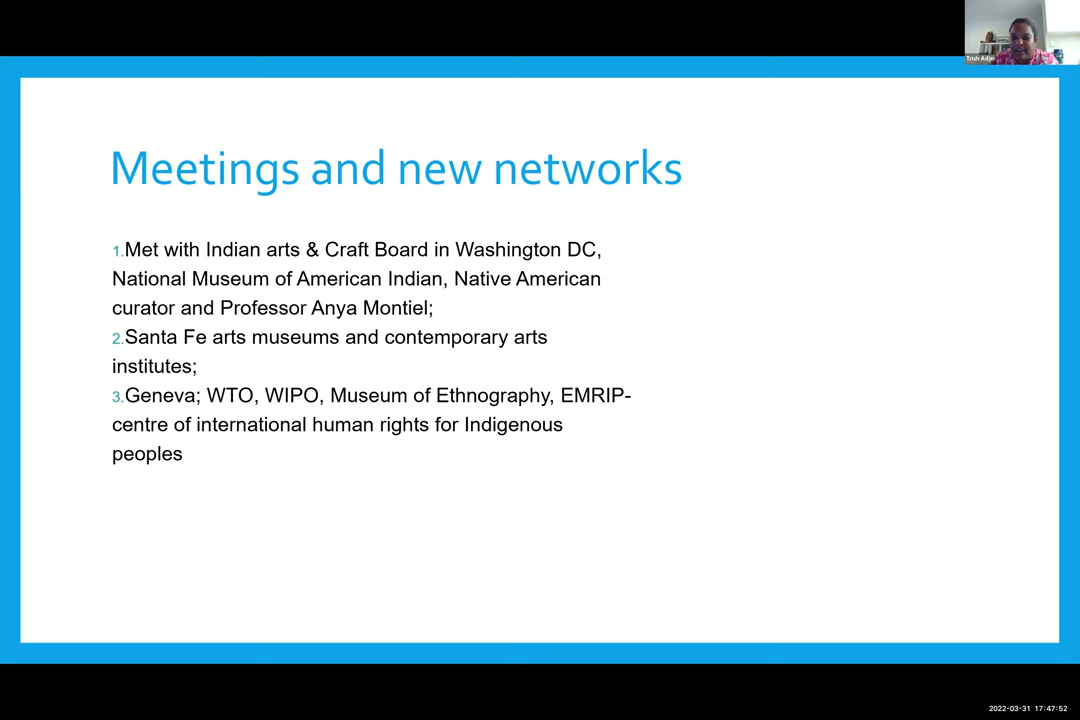 Trish Adjei
Meetings and new networks
1.Met with Indian arts & Craft Board in Washington DC,
National Museum of American Indian, Native American
curator and Professor Anya Montiel;
2.Santa Fe arts museums and contemporary arts
institutes;
3.Geneva; WTO, WIPO, Museum of Ethnography, EMRIP-
centre of international human rights for Indigenous
peoples
2022-03-31 17:47:52